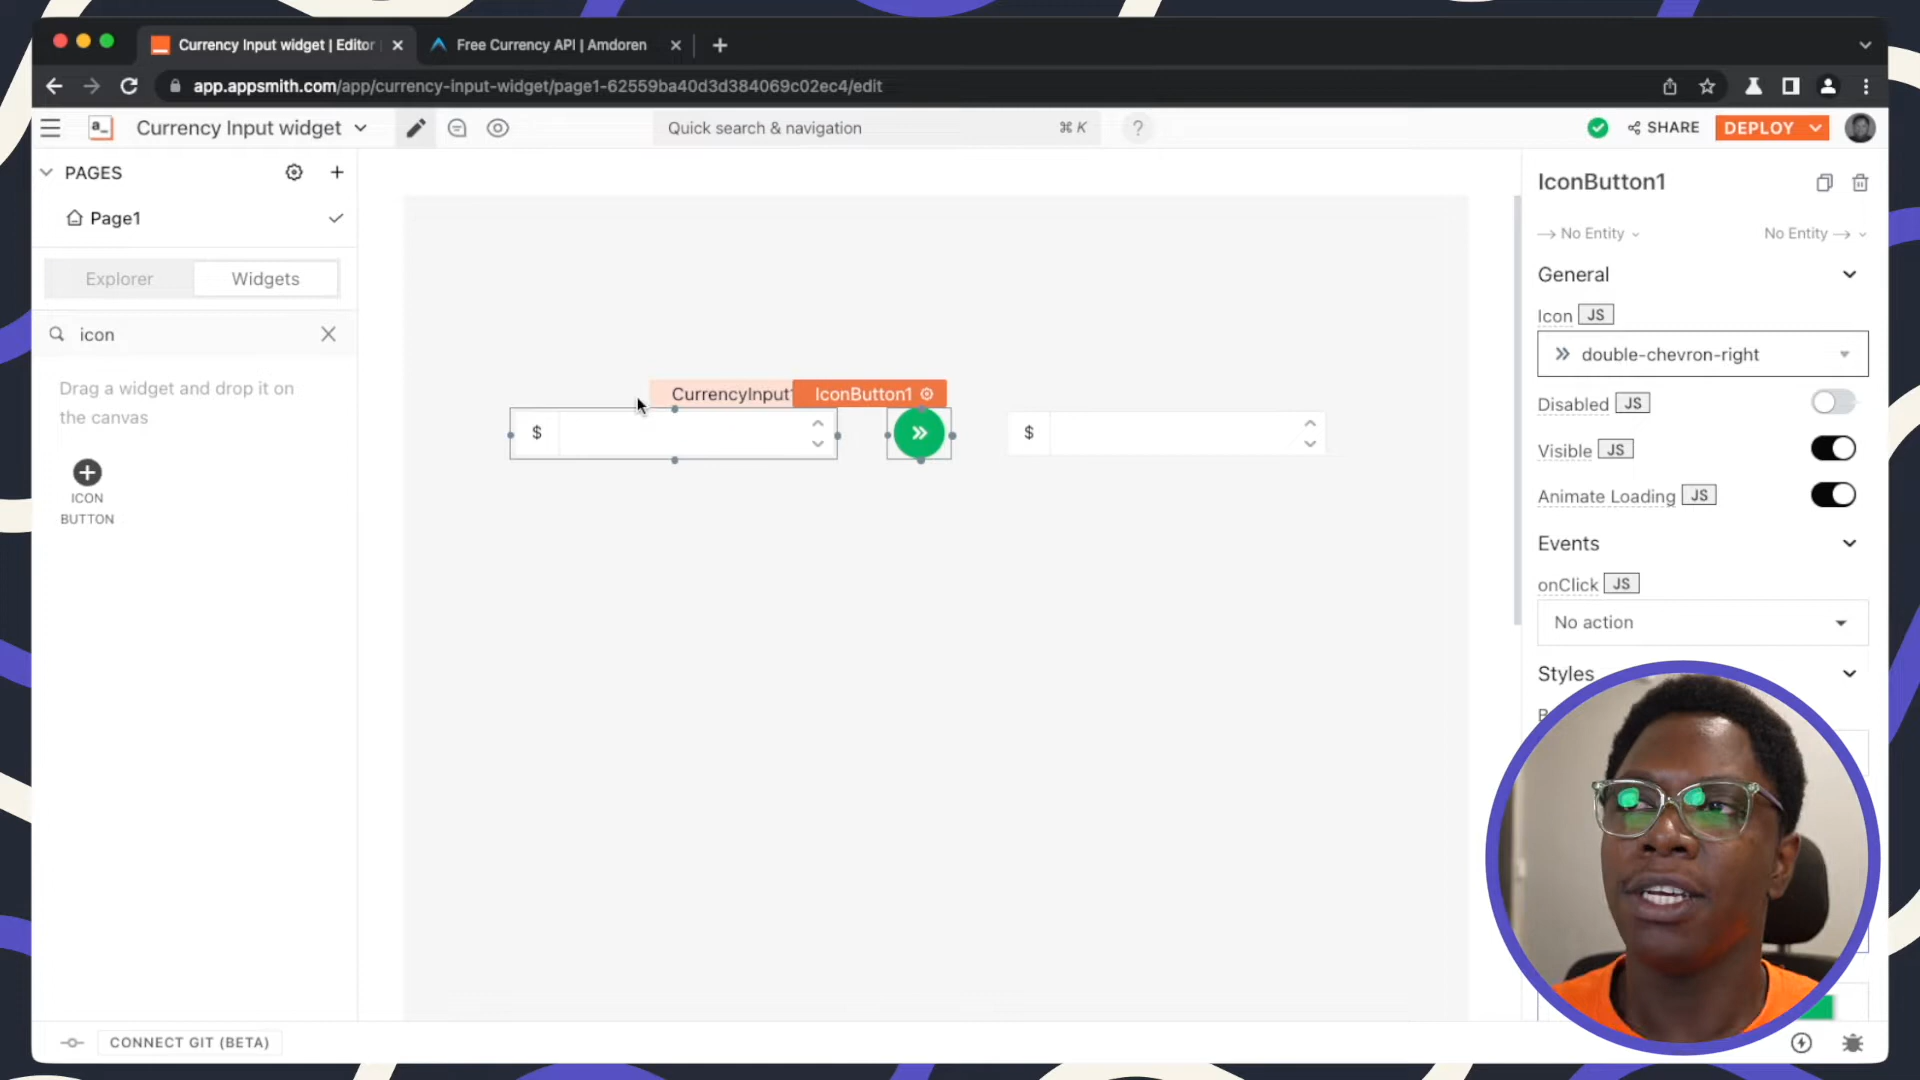 Currency Input widget | Editor
Free Currency API | Amdoren
app.appsmith.com/app/currency-input-widget/page1-62559ba40d3d384069c02ec4/edit
a_
Currency Input widget
Quick search & navigation
⌘ K
?
SHARE
DEPLOY
PAGES
Page1
Explorer
Widgets
icon
Drag a widget and drop it on
the canvas
ICON
BUTTON
CurrencyInput1
IconButton1
$
$
IconButton1
No Entity
No Entity
General
Icon JS
double-chevron-right
Disabled JS
Visible JS
Animate Loading JS
Events
onClick JS
No action
Styles
CONNECT GIT (BETA)